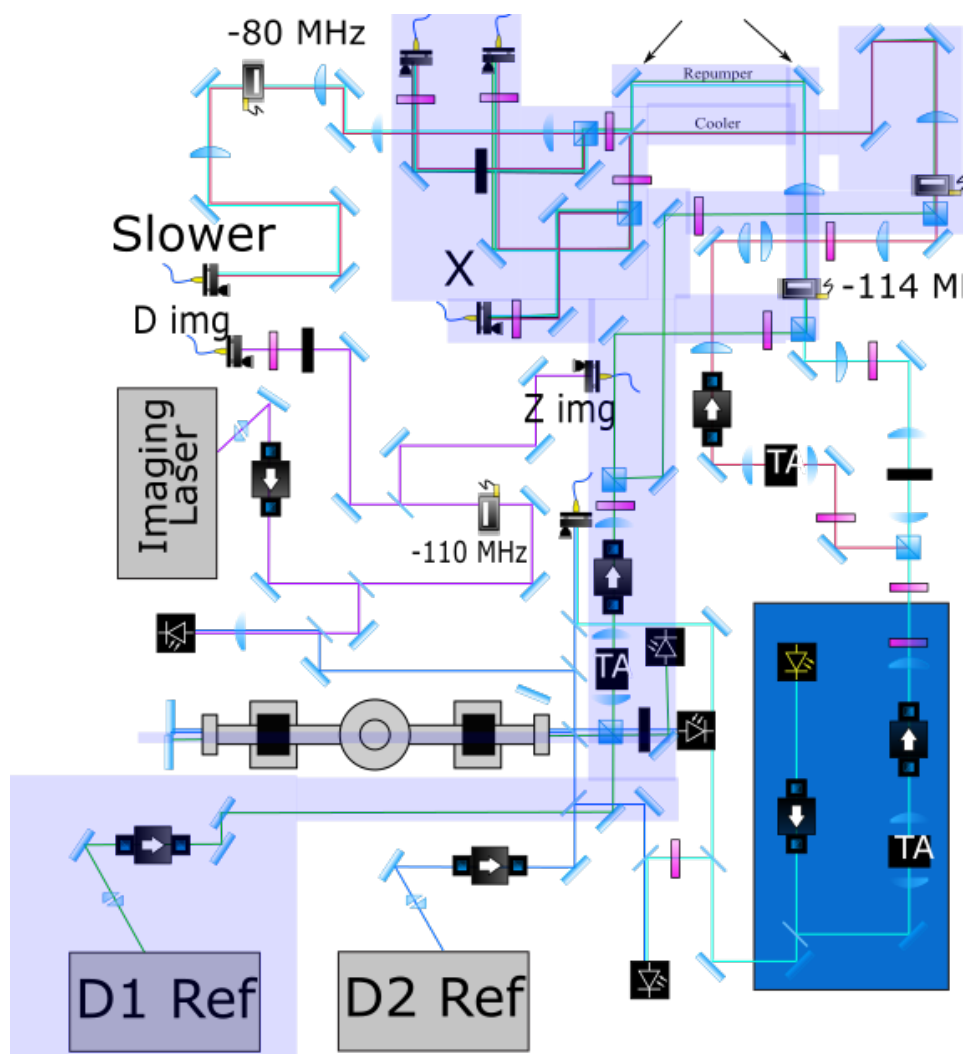 -80 MHz
Repumper
Cooler
Slower
X
-114 M
D img
Z img
Imaging
Laser
TA
-110 MHz
TA
TA
D1 Ref
D2 Ref